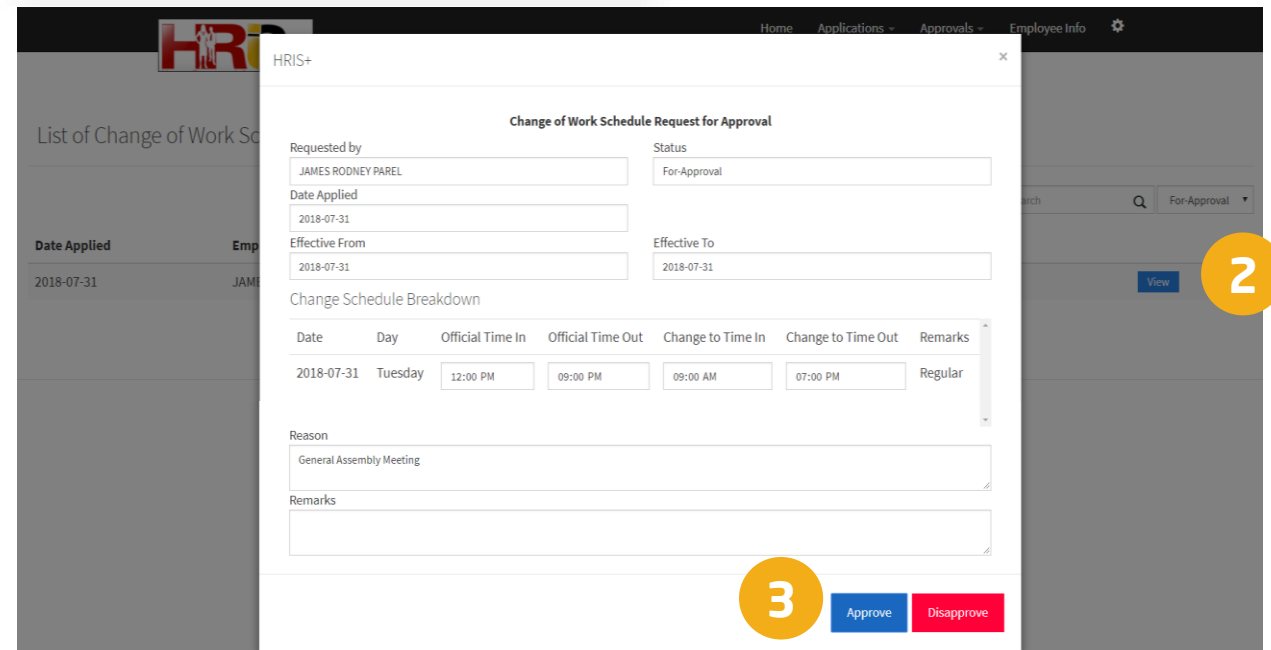 Home Applications Approvals Employee Info
HRIS+ ×
List of Change of Work Sc
Change of Work Schedule Request for Approval
Requested by Status
JAMES RODNEY PAREL For-Approval
Date Applied
2018-07-31
arch For-Approval
Effective From Effective To
Date Applied Emp
2018-07-31 2018-07-31
2018-07-31 JAME View 2
Change Schedule Breakdown
Date Day Official Time In Official Time Out Change to Time In Change to Time Out Remarks
2018-07-31 Tuesday 12:00 PM 09:00 PM 09:00 AM 07:00 PM Regular
Reason
General Assembly Meeting
Remarks
3 Approve Disapprove